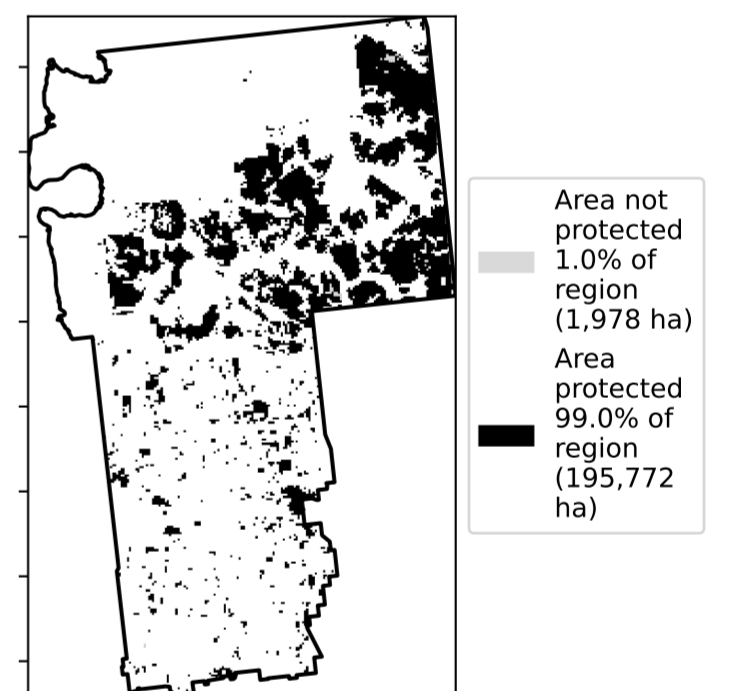 Area not
protected
1.0% of
region
(1,978 ha)
Area
protected
99.0% of
region
(195,772
ha)